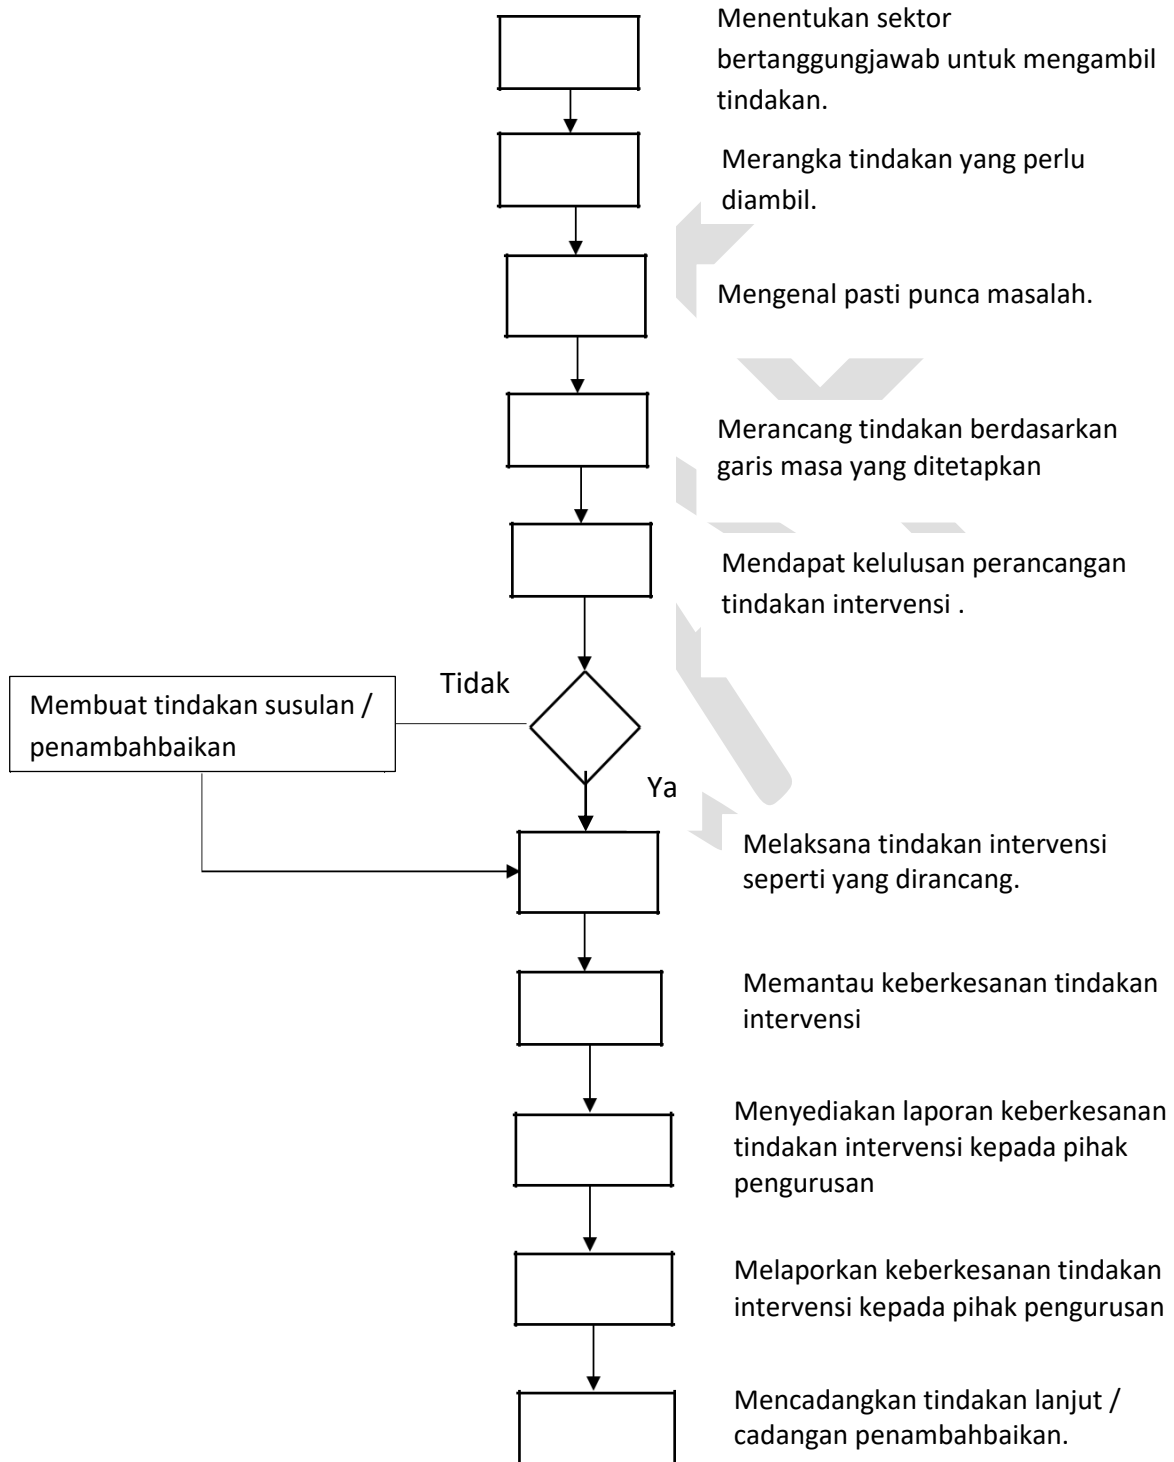 Menentukan sektor
bertanggungjawab untuk mengambil
tindakan.
Merangka tindakan yang perlu
diambil.
Mengenal pasti punca masalah.
Merancang tindakan berdasarkan
garis masa yang ditetapkan
Mendapat kelulusan perancangan
tindakan intervensi .
Tidak
Membuat tindakan susulan /
penambahbaikan
Ya
Melaksana tindakan intervensi
seperti yang dirancang.
Memantau keberkesanan tindakan
intervensi
Menyediakan laporan keberkesanan
tindakan intervensi kepada pihak
pengurusan
Melaporkan keberkesanan tindakan
intervensi kepada pihak pengurusan
Mencadangkan tindakan lanjut /
cadangan penambahbaikan.